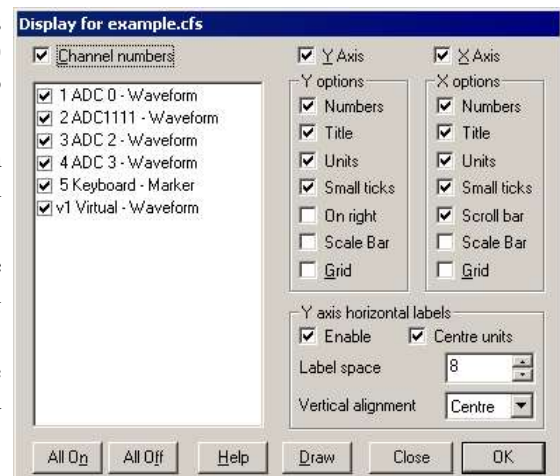 Display for example.cfs
Channel numbers
1 ADC 0 - Waveform
2 ADC1111 - Waveform
3 ADC 2 - Waveform
4 ADC 3 - Waveform
5 Keyboard - Marker
v1 Virtual - Waveform
Y Axis
Y options
Numbers
Title
Units
Small ticks
On right
Scale Bar
Grid
X Axis
X options
Numbers
Title
Units
Small ticks
Scroll bar
Scale Bar
Grid
Y axis horizontal labels
Enable
Centre units
Label space
8
Vertical alignment
Centre
All On
All Off
Help
Draw
Close
OK